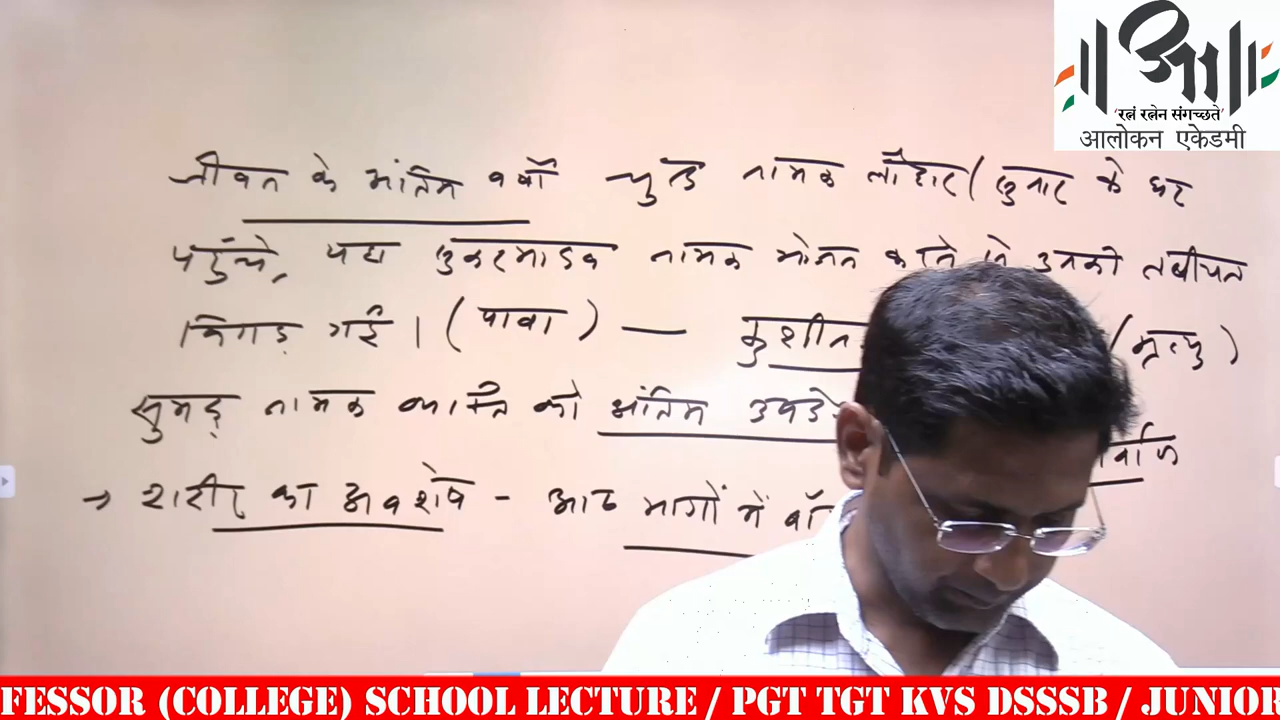 रत्नं रत्नेन संगच्छते
आलोकन एकेडमी
जीवन के अंतिम वर्षों चुन्द नामक लौहार/सुनार के घर
पहुँचे, यहा सुकरमाडव नामक भोजन करने से उनकी तबीयत
बिगड़ गई। (पावा) — कुशीन (मृत्यु)
सुभद्द नामक व्यक्ति को अंतिम उपदे
→ शरीर का अवशेष - आठ भागों में बाँ
FESSOR (COLLEGE) SCHOOL LECTURE / PGT TGT KVS DSSSB / JUNIOR